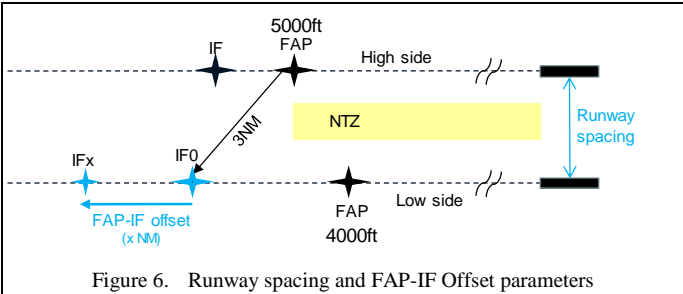 5000ft
IF
FAP
High side
3NM
NTZ
Runway
spacing
IFx
IF0
FAP-IF offset
(x NM)
FAP
Low side
4000ft
Figure 6. Runway spacing and FAP-IF Offset parameters